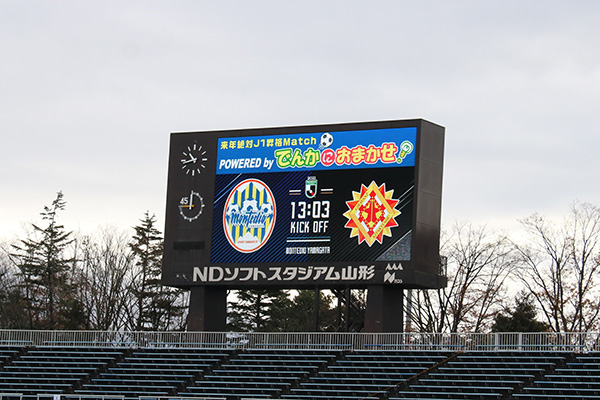 来年絶対J1昇格Match
POWERED by でんかにおまかせ!
Montedio
13:03
KICK OFF
MONTEDIO YAMAGATA
45
NDソフトスタジアム山形